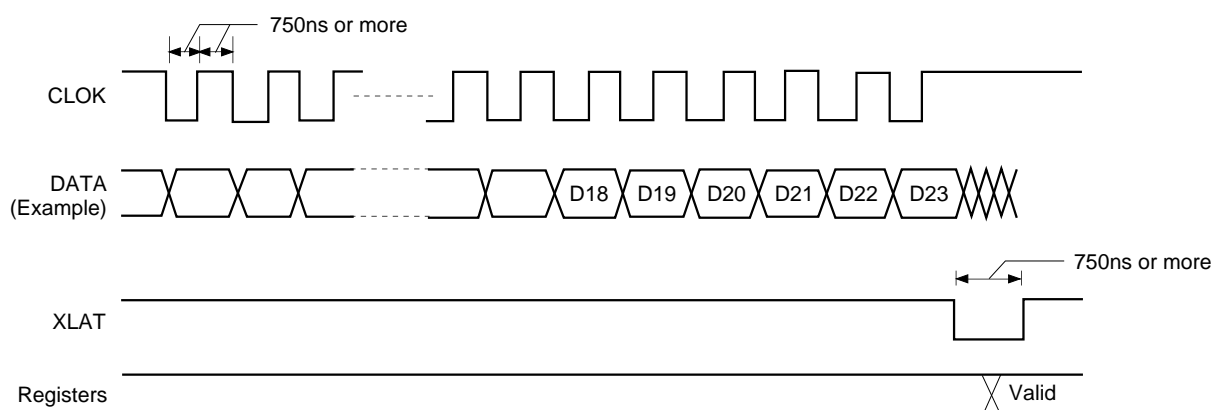 750ns or more
CLOK
DATA
(Example)
D18 D19 D20 D21 D22 D23
750ns or more
XLAT
Registers
Valid